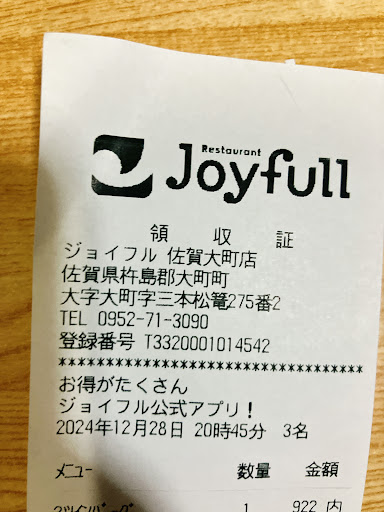 Restaurant
Joyfull
領 収 証
ジョイフル 佐賀大町店
佐賀県杵島郡大町町
大字大町字三本松篭275番2
TEL 0952-71-3090
登録番号 T3320001014542
************************************
お得がたくさん
ジョイフル公式アプリ!
2024年12月28日 20時45分 3名
メニュー 数量 金額
1 922 内